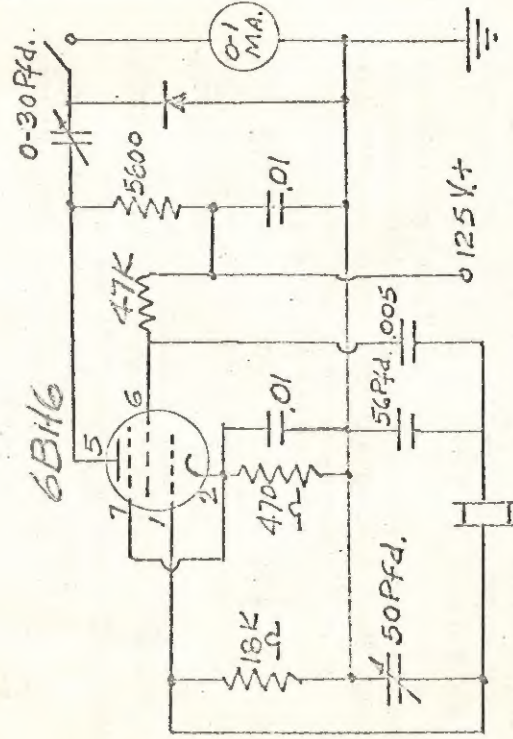 6BH6
0-30Pfd.
0-1
MA.
5600
47K
.01
5
6
7
1
2
125 V.+
.01
.005
56Pfd.
470
Ω
18K
Ω
50Pfd.